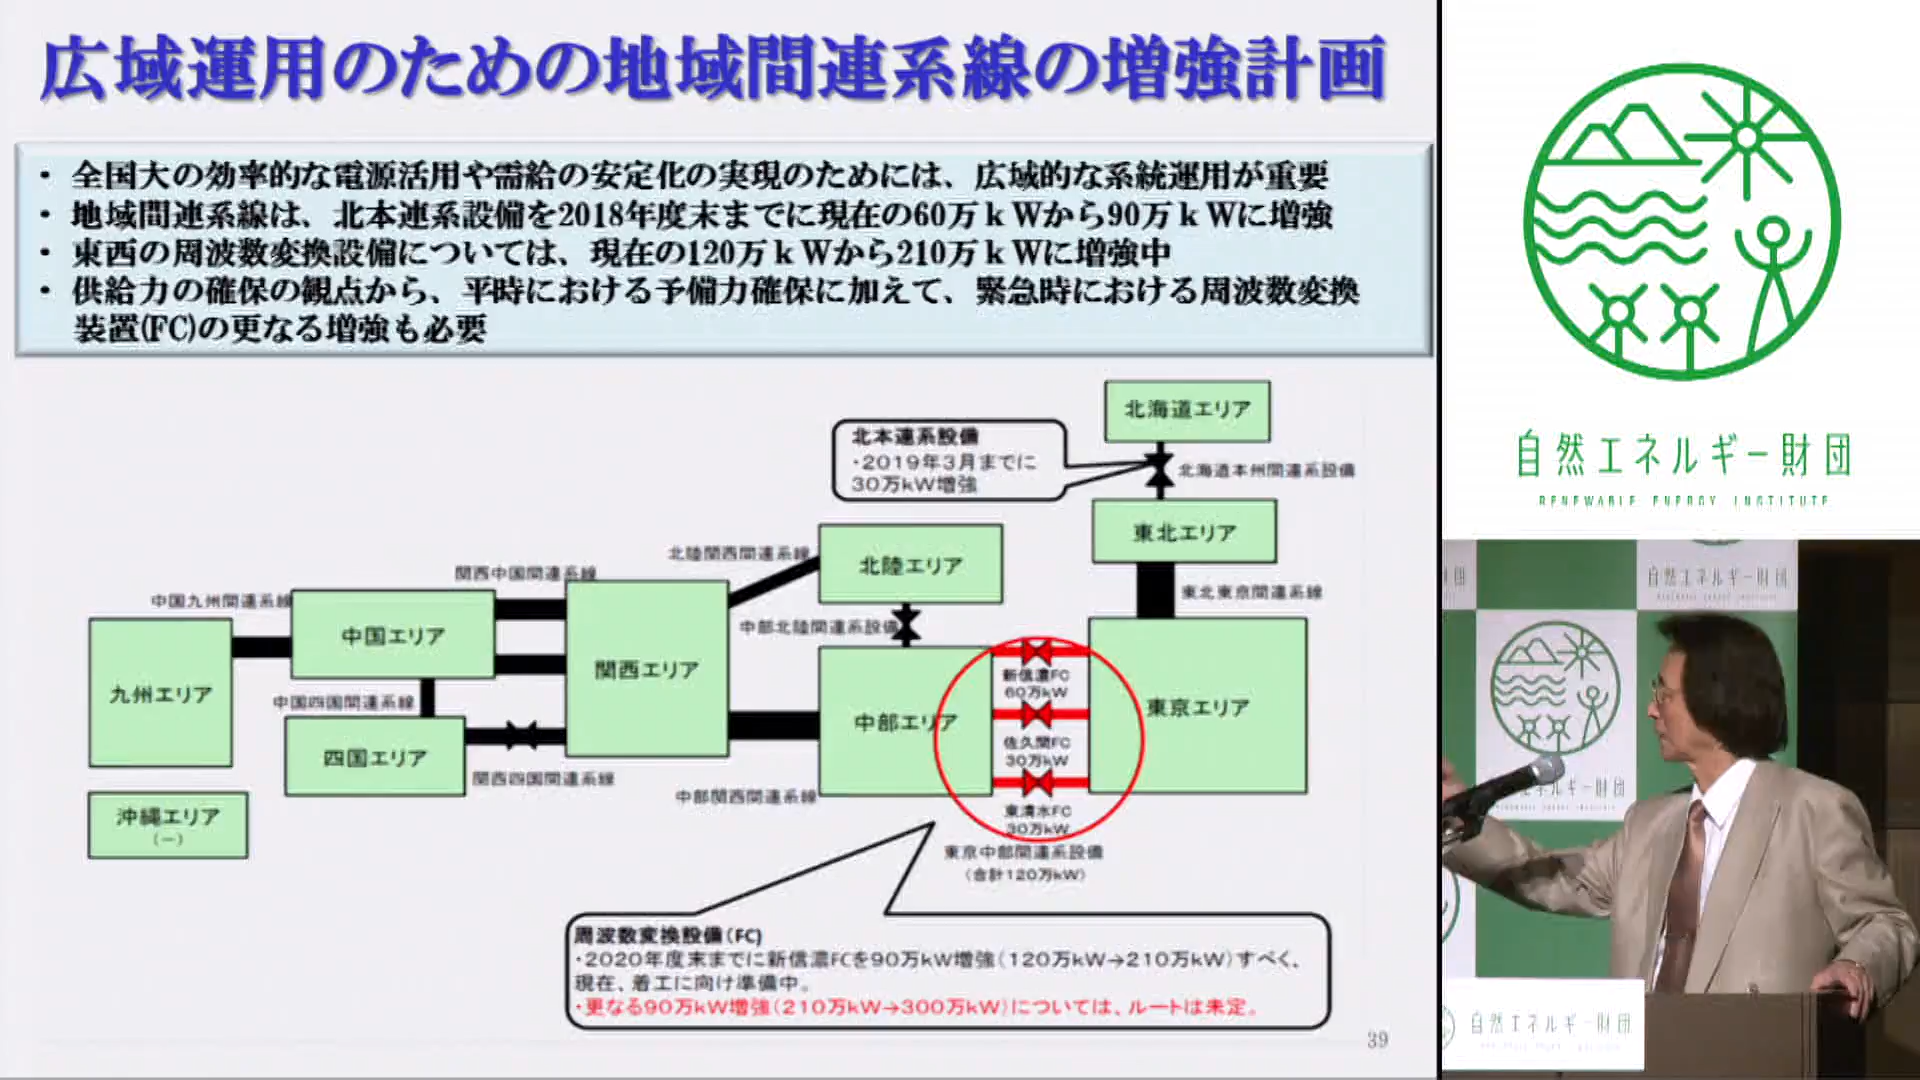 広域運用のための地域間連系線の増強計画
・ 全国大の効率的な電源活用や需給の安定化の実現のためには、広域的な系統運用が重要
・ 地域間連系線は、北本連系設備を2018年度末までに現在の60万ｋＷから90万ｋＷに増強
・ 東西の周波数変換設備については、現在の120万ｋＷから210万ｋＷに増強中
・ 供給力の確保の観点から、平時における予備力確保に加えて、緊急時における周波数変換
装置(FC)の更なる増強も必要
北海道エリア
北本連系設備
・2019年3月までに
30万kW増強
北海道本州間連系設備
東北エリア
北陸関西間連系線
北陸エリア
関西中国間連系線
東北東京間連系線
中国九州間連系線
中国エリア
中部北陸間連系設備
関西エリア
九州エリア
新信濃FC
60万kW
中国四国間連系線
中部エリア
東京エリア
佐久間FC
30万kW
四国エリア
関西四国間連系線
中部関西間連系線
東清水FC
30万kW
沖縄エリア
(－)
東京中部間連系設備
(合計120万kW)
周波数変換設備(FC)
・2020年度末までに新信濃FCを90万kW増強(120万kW→210万kW)すべく、
現在、着工に向け準備中。
・更なる90万kW増強(210万kW→300万kW)については、ルートは未定。
39
自然エネルギー財団
RENEWABLE ENERGY INSTITUTE
自然エネルギー財団
自然エネルギー財団